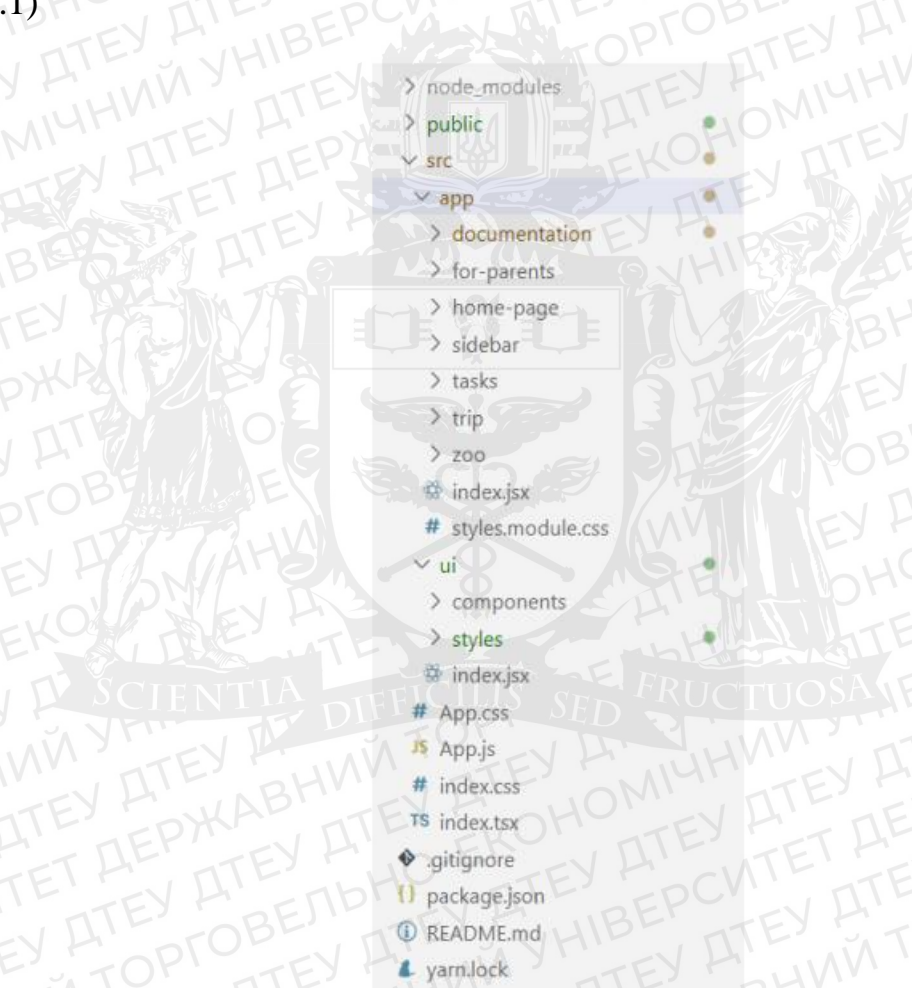 .1)
node_modules
public
src
app
documentation
for-parents
home-page
sidebar
tasks
trip
zoo
index.jsx
# styles.module.css
ui
components
styles
index.jsx
# App.css
JS App.js
# index.css
TS index.tsx
.gitignore
{} package.json
README.md
yarn.lock
SCIENTIA DIFFICILIS SED FRUCTUOSA